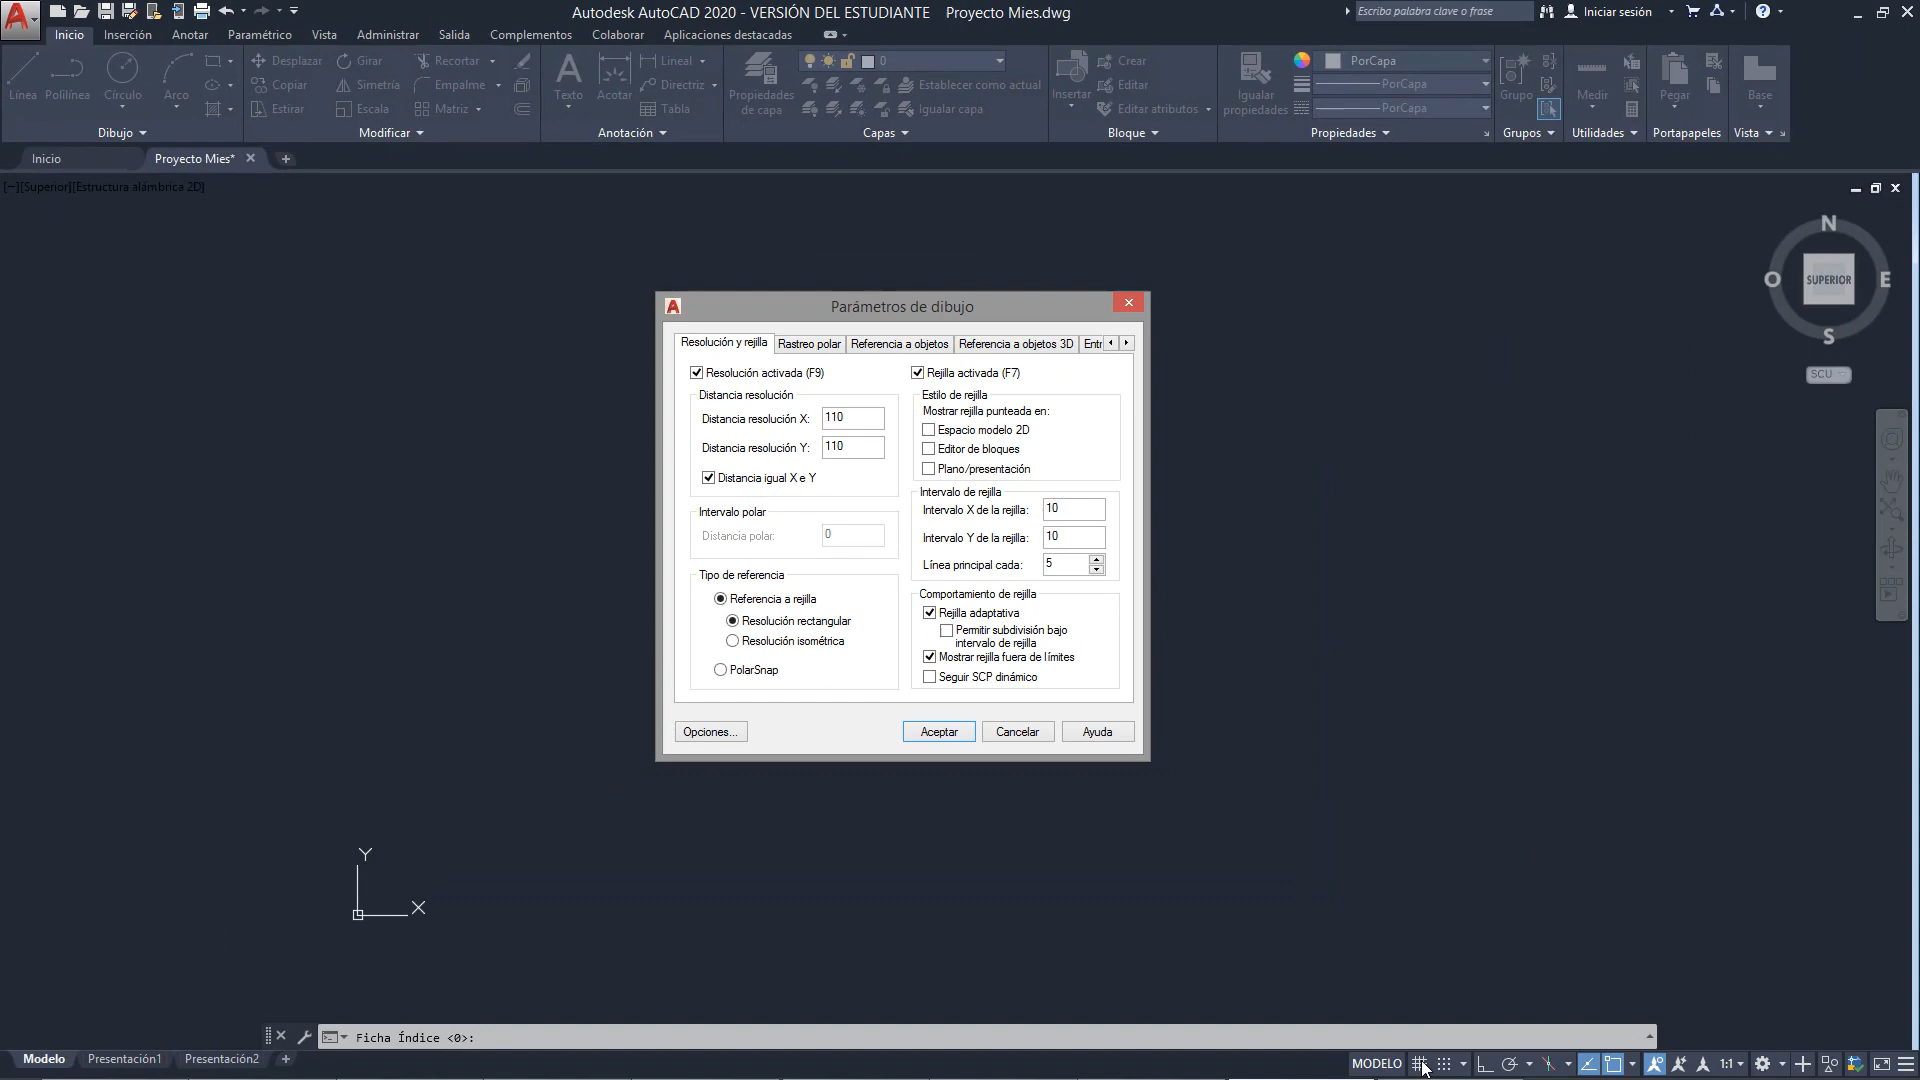 Autodesk AutoCAD 2020 - VERSIÓN DEL ESTUDIANTE Proyecto Mies.dwg
Escriba palabra clave o frase
Iniciar sesión
Inicio Inserción Anotar Paramétrico Vista Administrar Salida Complementos Colaborar Aplicaciones destacadas
Línea Polilínea Círculo Arco
Dibujo
Desplazar Girar Recortar
Copiar Simetría Empalme
Estirar Escala Matriz
Modificar
Texto Acotar
Lineal
Directriz
Tabla
Anotación
Propiedades de capa
0
Establecer como actual
Igualar capa
Capas
Insertar
Crear
Editar
Editar atributos
Bloque
Igualar propiedades
PorCapa
PorCapa
PorCapa
Propiedades
Grupo
Grupos
Medir
Utilidades
Pegar
Portapapeles
Base
Vista
Inicio Proyecto Mies*
[−][Superior][Estructura alámbrica 2D]
N
O SUPERIOR E
S
SCU
Parámetros de dibujo
Resolución y rejilla Rastreo polar Referencia a objetos Referencia a objetos 3D Entr
Resolución activada (F9)
Distancia resolución
Distancia resolución X: 110
Distancia resolución Y: 110
Distancia igual X e Y
Intervalo polar
Distancia polar: 0
Tipo de referencia
Referencia a rejilla
Resolución rectangular
Resolución isométrica
PolarSnap
Rejilla activada (F7)
Estilo de rejilla
Mostrar rejilla punteada en:
Espacio modelo 2D
Editor de bloques
Plano/presentación
Intervalo de rejilla
Intervalo X de la rejilla: 10
Intervalo Y de la rejilla: 10
Línea principal cada: 5
Comportamiento de rejilla
Rejilla adaptativa
Permitir subdivisión bajo
intervalo de rejilla
Mostrar rejilla fuera de límites
Seguir SCP dinámico
Opciones... Aceptar Cancelar Ayuda
Y
X
Ficha Índice <0>:
Modelo Presentación1 Presentación2
MODELO 1:1